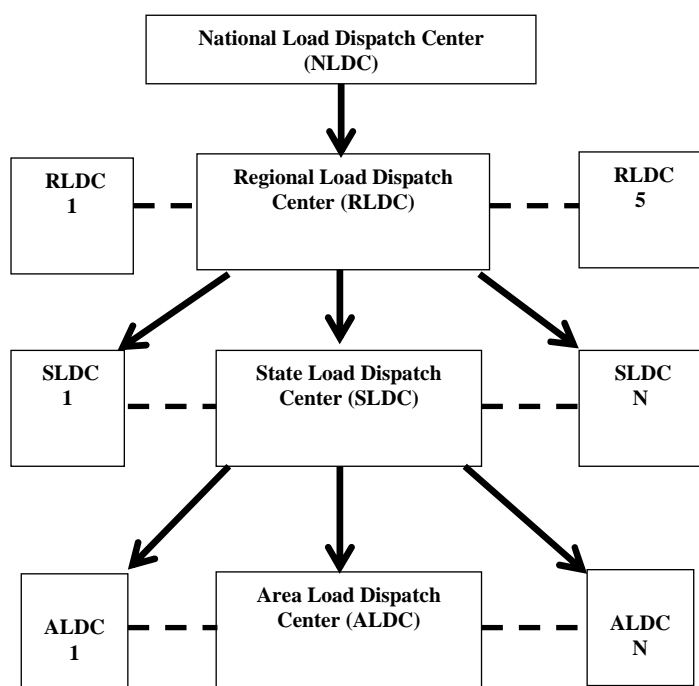 National Load Dispatch Center
(NLDC)
RLDC
1
Regional Load Dispatch
Center (RLDC)
RLDC
5
SLDC
1
State Load Dispatch
Center (SLDC)
SLDC
N
ALDC
1
Area Load Dispatch
Center (ALDC)
ALDC
N